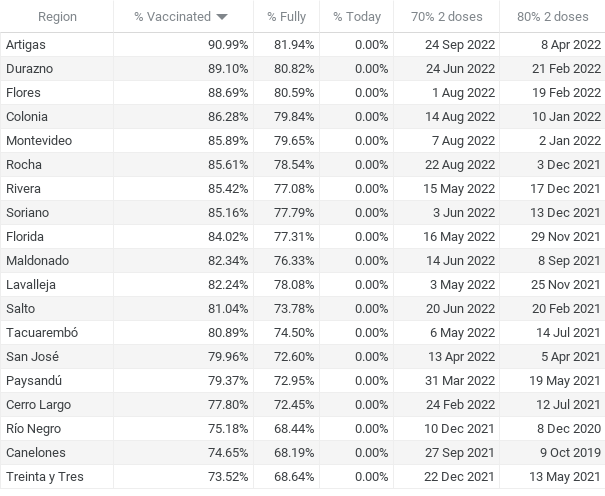 Region % Vaccinated % Fully % Today 70% 2 doses 80% 2 doses
Artigas 90.99% 81.94% 0.00% 24 Sep 2022 8 Apr 2022
Durazno 89.10% 80.82% 0.00% 24 Jun 2022 21 Feb 2022
Flores 88.69% 80.59% 0.00% 1 Aug 2022 19 Feb 2022
Colonia 86.28% 79.84% 0.00% 14 Aug 2022 10 Jan 2022
Montevideo 85.89% 79.65% 0.00% 7 Aug 2022 2 Jan 2022
Rocha 85.61% 78.54% 0.00% 22 Aug 2022 3 Dec 2021
Rivera 85.42% 77.08% 0.00% 15 May 2022 17 Dec 2021
Soriano 85.16% 77.79% 0.00% 3 Jun 2022 13 Dec 2021
Florida 84.02% 77.31% 0.00% 16 May 2022 29 Nov 2021
Maldonado 82.34% 76.33% 0.00% 14 Jun 2022 8 Sep 2021
Lavalleja 82.24% 78.08% 0.00% 3 May 2022 25 Nov 2021
Salto 81.04% 73.78% 0.00% 20 Jun 2022 20 Feb 2021
Tacuarembó 80.89% 74.50% 0.00% 6 May 2022 14 Jul 2021
San José 79.96% 72.60% 0.00% 13 Apr 2022 5 Apr 2021
Paysandú 79.37% 72.95% 0.00% 31 Mar 2022 19 May 2021
Cerro Largo 77.80% 72.45% 0.00% 24 Feb 2022 12 Jul 2021
Río Negro 75.18% 68.44% 0.00% 10 Dec 2021 8 Dec 2020
Canelones 74.65% 68.19% 0.00% 27 Sep 2021 9 Oct 2019
Treinta y Tres 73.52% 68.64% 0.00% 22 Dec 2021 13 May 2021